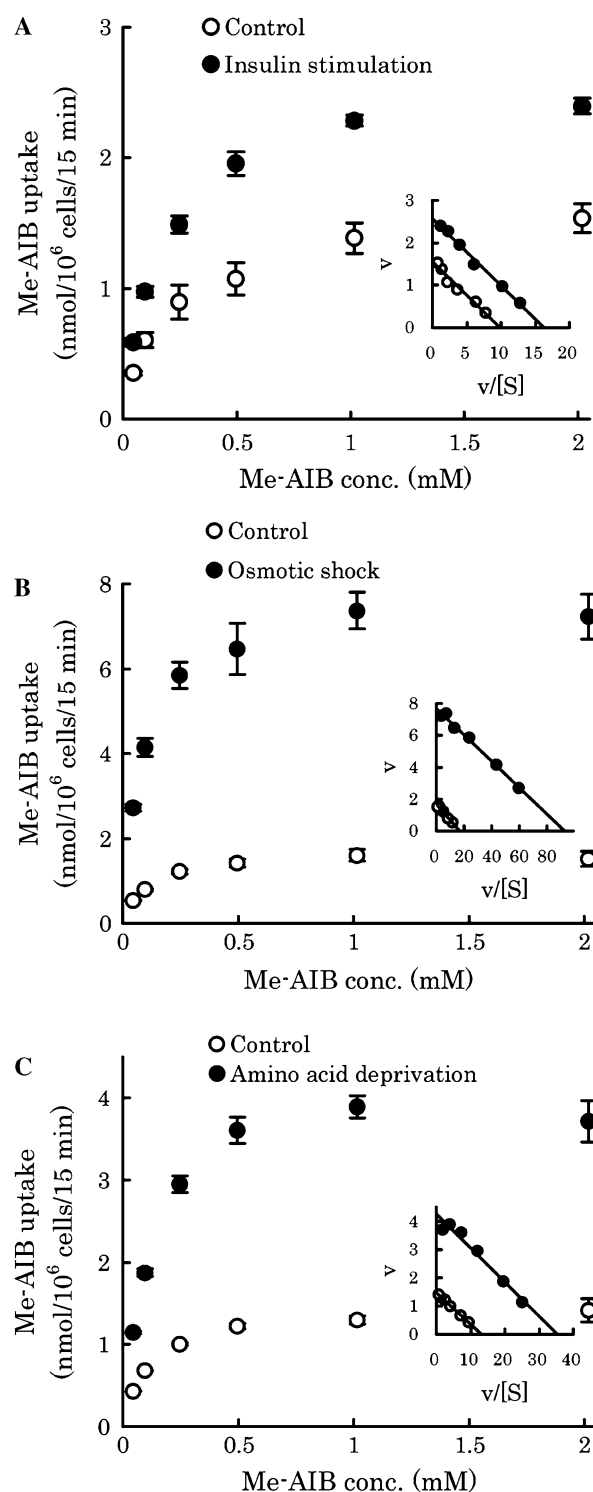 A
Control
Insulin stimulation
Me-AIB uptake
(nmol/10⁶ cells/15 min)
3
2
1
0
0
0.5
1
1.5
2
Me-AIB conc. (mM)
v
3
2
1
0
0
5
10
15
20
v/[S]
B
Control
Osmotic shock
Me-AIB uptake
(nmol/10⁶ cells/15 min)
8
6
4
2
0
0
0.5
1
1.5
2
Me-AIB conc. (mM)
v
8
6
4
2
0
0
20
40
60
80
v/[S]
C
Control
Amino acid deprivation
Me-AIB uptake
(nmol/10⁶ cells/15 min)
4
3
2
1
0
0
0.5
1
1.5
2
Me-AIB conc. (mM)
v
4
3
2
1
0
0
10
20
30
40
v/[S]